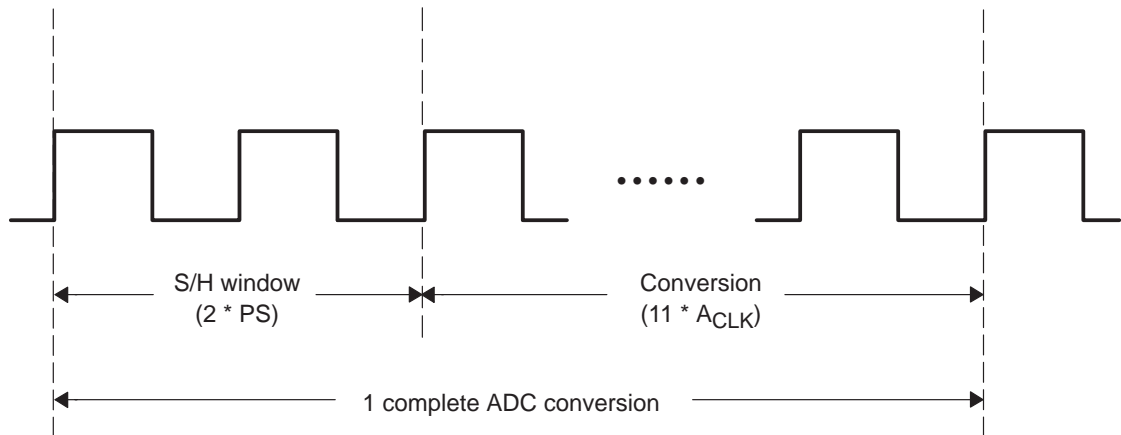 S/H window
(2 * PS)
Conversion
(11 * ACLK)
1 complete ADC conversion